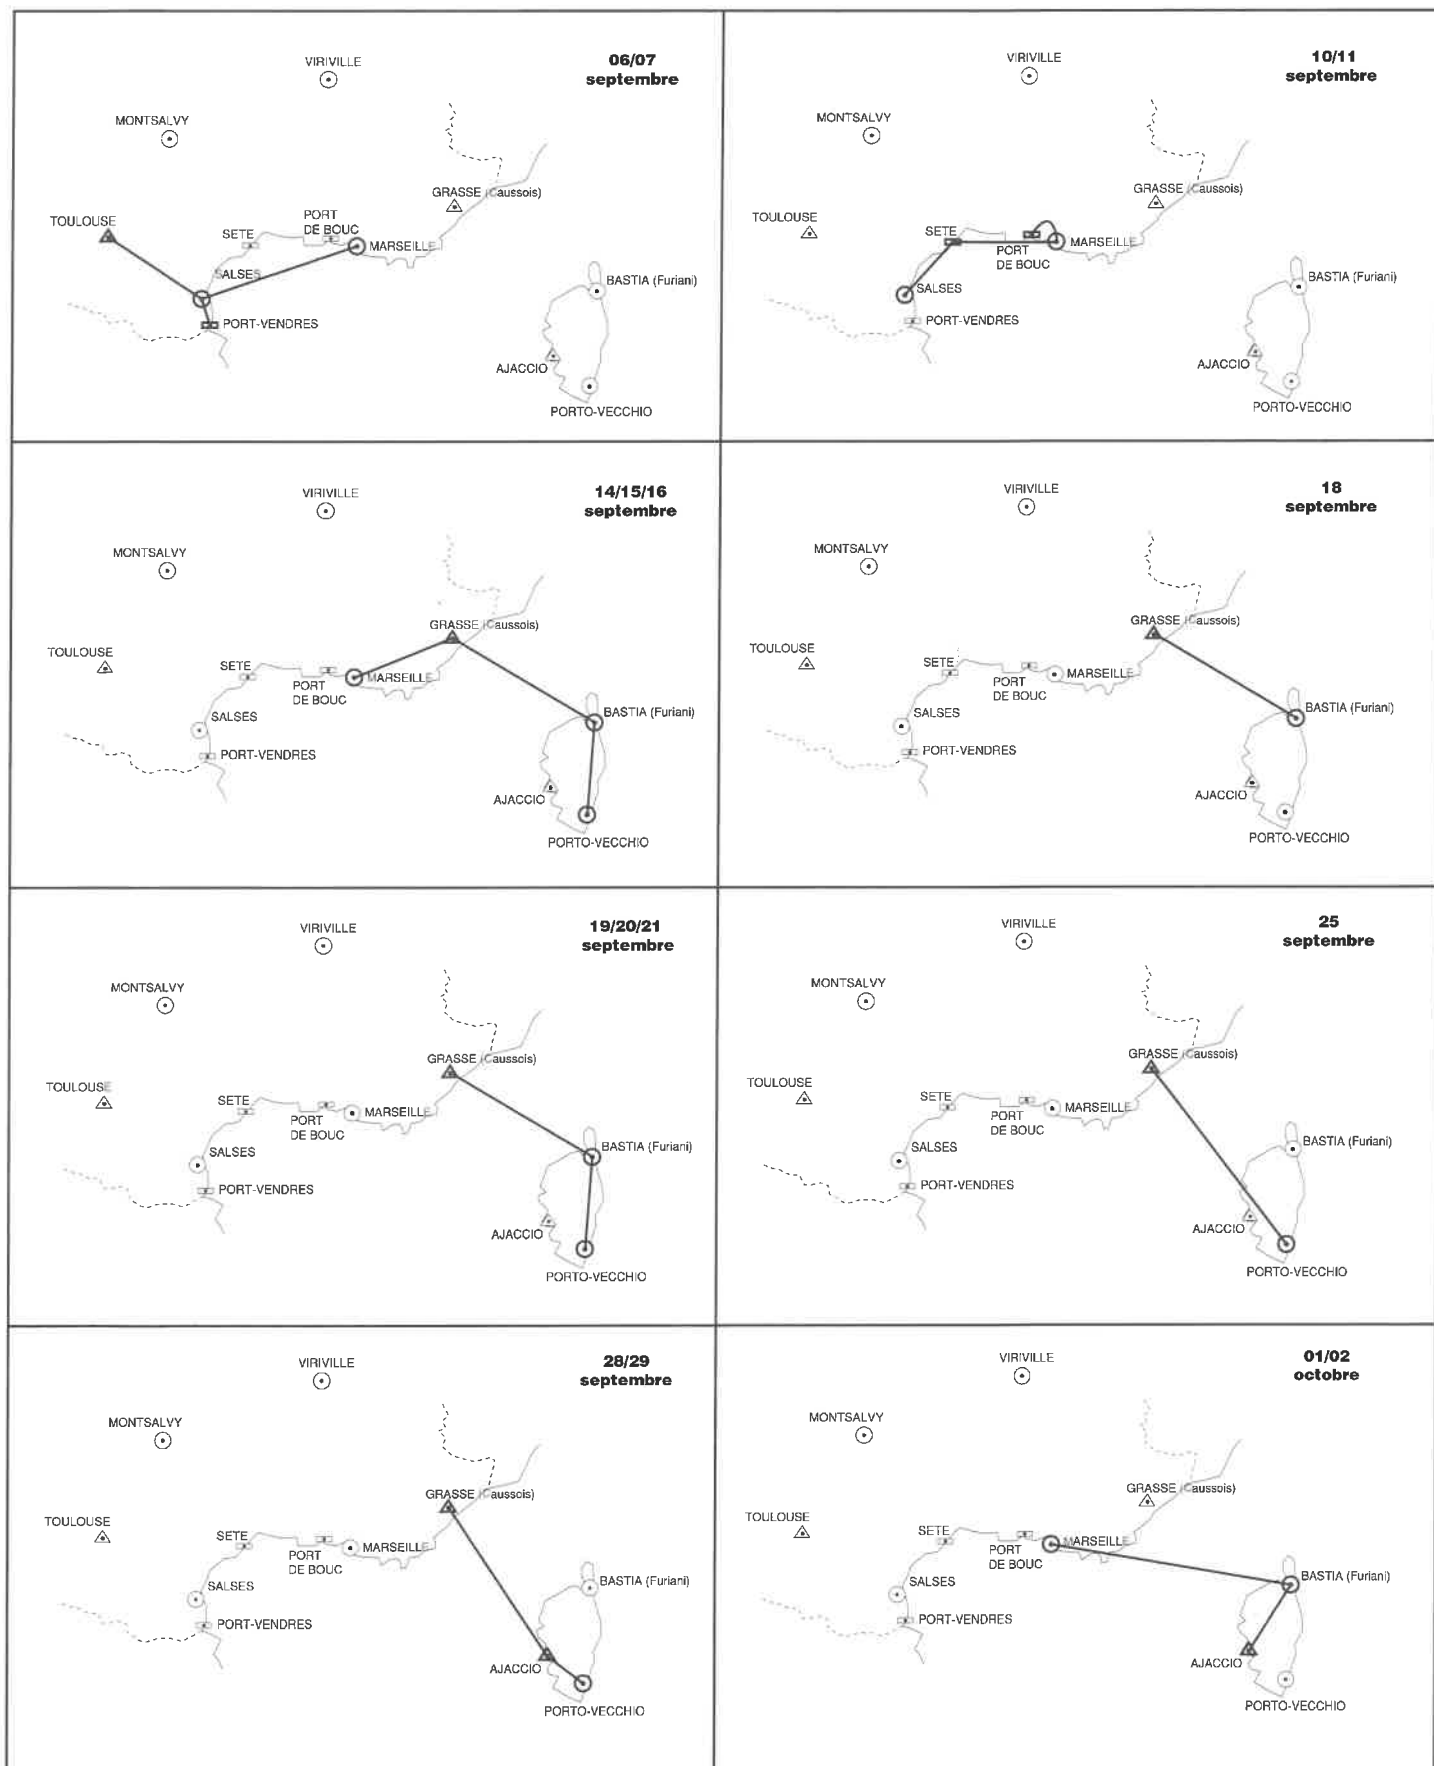 VIRIVILLE
06/07
septembre
MONTSALVY
GRASSE (Caussois)
TOULOUSE
SETE
PORT
DE BOUC
MARSEILLE
SALSES
BASTIA (Furiani)
PORT-VENDRES
AJACCIO
PORTO-VECCHIO
VIRIVILLE
10/11
septembre
MONTSALVY
GRASSE (Caussois)
TOULOUSE
SETE
MARSEILLE
PORT
DE BOUC
SALSES
BASTIA (Furiani)
PORT-VENDRES
AJACCIO
PORTO-VECCHIO
VIRIVILLE
14/15/16
septembre
MONTSALVY
GRASSE (Caussois)
TOULOUSE
SETE
MARSEILLE
PORT
DE BOUC
SALSES
BASTIA (Furiani)
PORT-VENDRES
AJACCIO
PORTO-VECCHIO
VIRIVILLE
18
septembre
MONTSALVY
GRASSE (Caussois)
TOULOUSE
SETE
MARSEILLE
PORT
DE BOUC
SALSES
BASTIA (Furiani)
PORT-VENDRES
AJACCIO
PORTO-VECCHIO
VIRIVILLE
19/20/21
septembre
MONTSALVY
GRASSE (Caussois)
TOULOUSE
SETE
MARSEILLE
PORT
DE BOUC
SALSES
BASTIA (Furiani)
PORT-VENDRES
AJACCIO
PORTO-VECCHIO
VIRIVILLE
25
septembre
MONTSALVY
GRASSE (Caussois)
TOULOUSE
SETE
MARSEILLE
PORT
DE BOUC
SALSES
BASTIA (Furiani)
PORT-VENDRES
AJACCIO
PORTO-VECCHIO
VIRIVILLE
28/29
septembre
MONTSALVY
GRASSE (Caussois)
TOULOUSE
SETE
MARSEILLE
PORT
DE BOUC
SALSES
BASTIA (Furiani)
PORT-VENDRES
AJACCIO
PORTO-VECCHIO
VIRIVILLE
01/02
octobre
MONTSALVY
GRASSE (Caussois)
TOULOUSE
SETE
MARSEILLE
PORT
DE BOUC
SALSES
BASTIA (Furiani)
PORT-VENDRES
AJACCIO
PORTO-VECCHIO